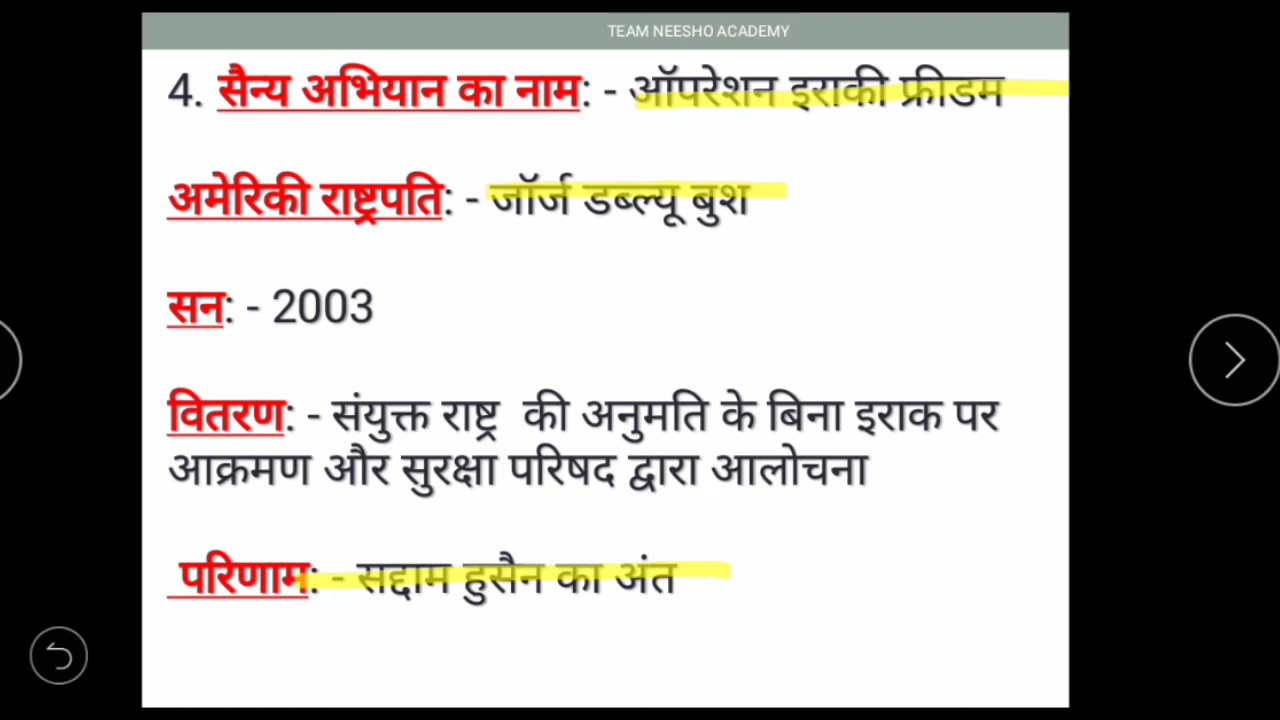 TEAM NEESHO ACADEMY
4. सैन्य अभियान का नाम: - ऑपरेशन इराकी फ्रीडम
अमेरिकी राष्ट्रपति: - जॉर्ज डब्ल्यू बुश
सन: - 2003
वितरण: - संयुक्त राष्ट्र की अनुमति के बिना इराक पर
आक्रमण और सुरक्षा परिषद द्वारा आलोचना
परिणाम: - सद्दाम हुसैन का अंत